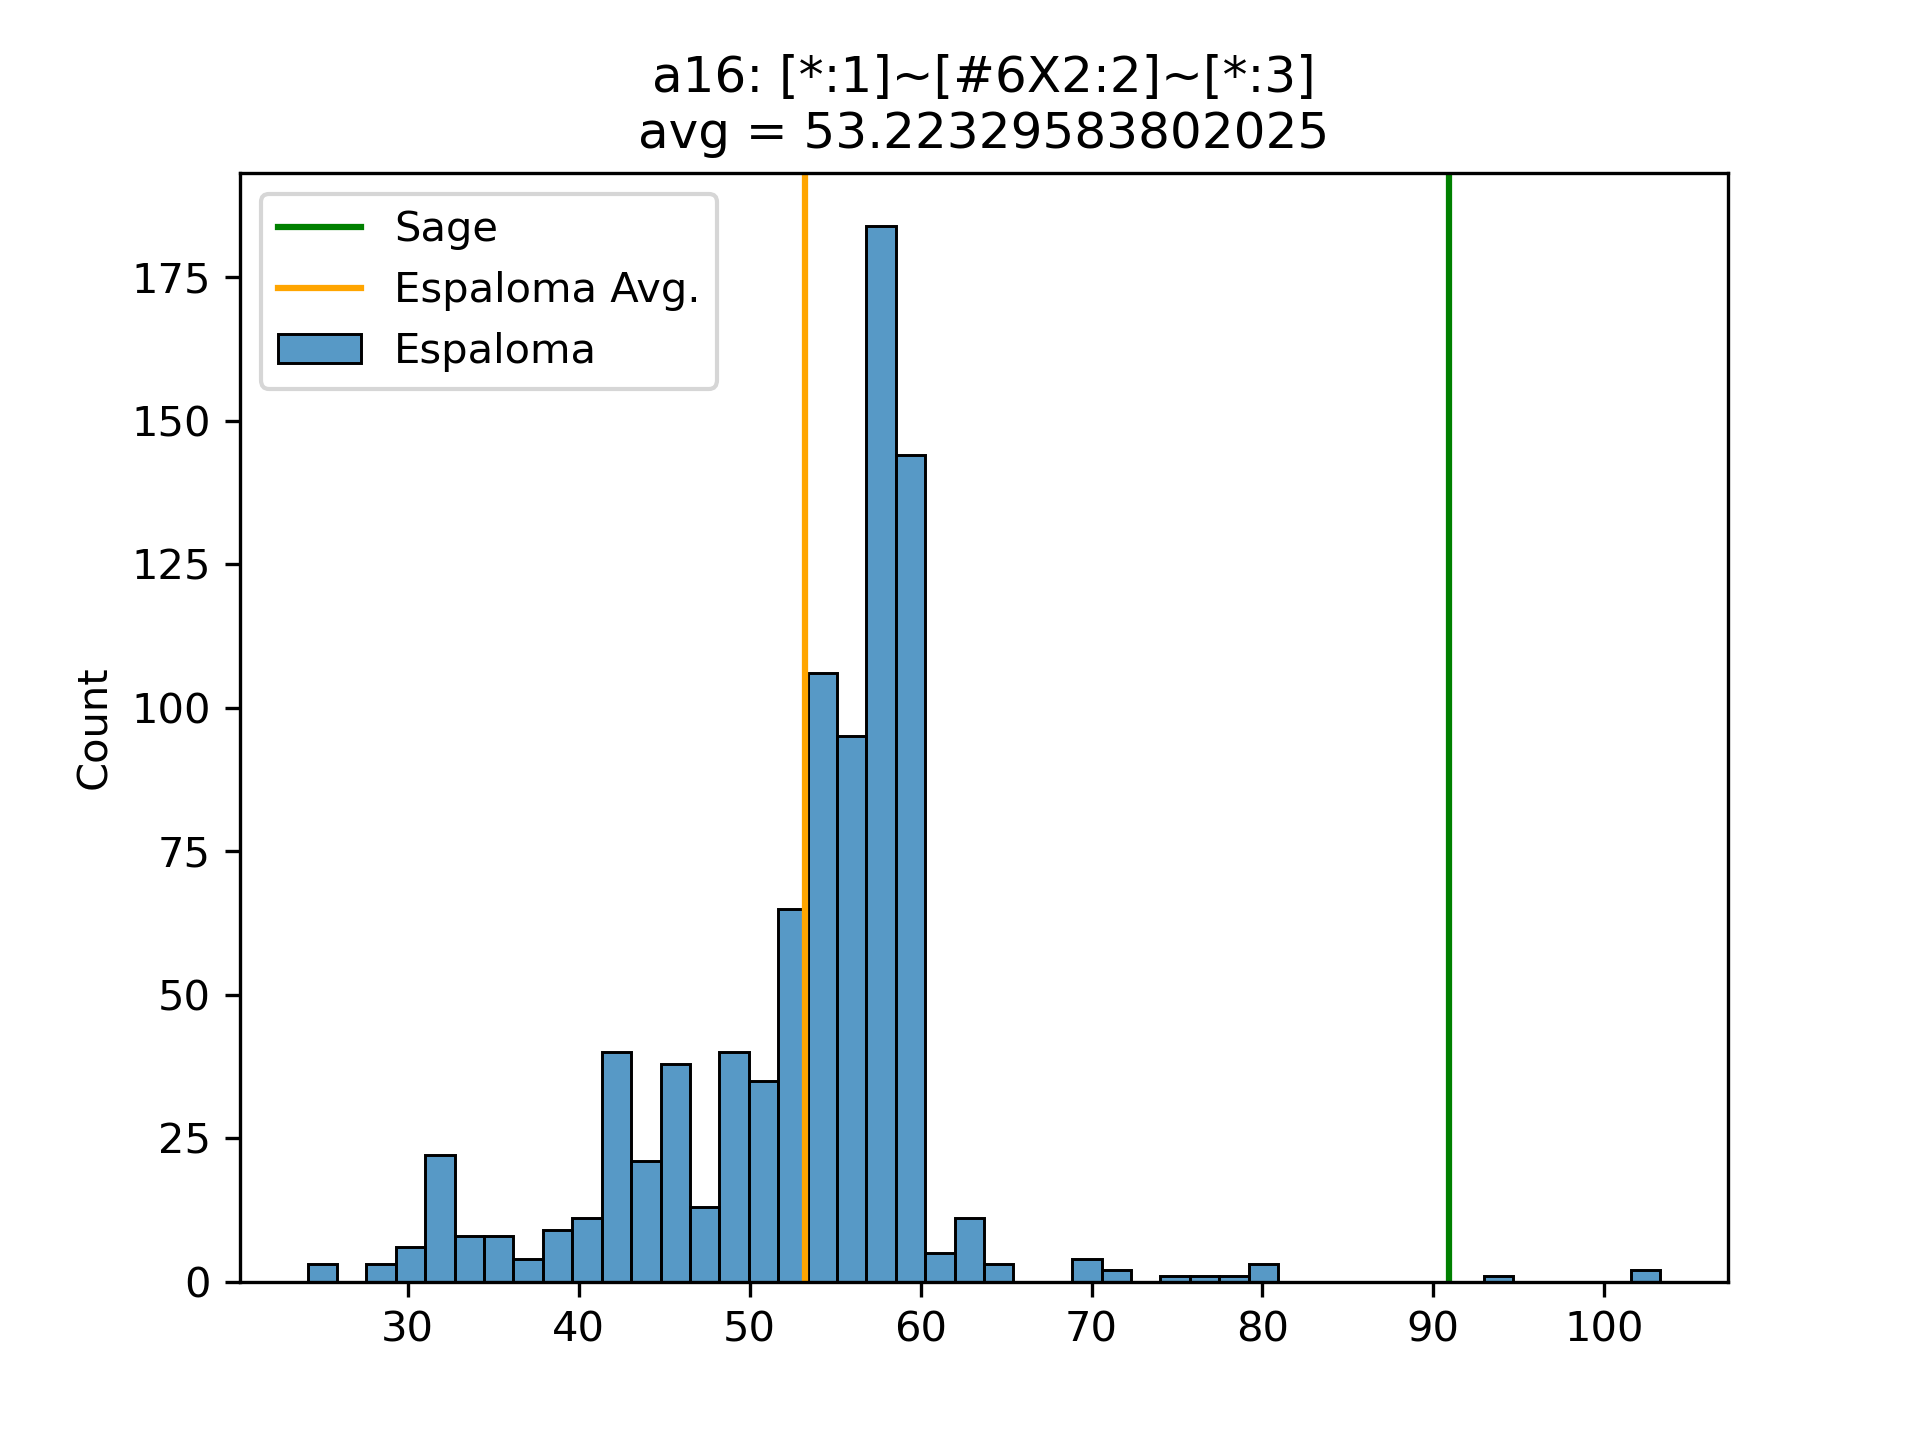 a16: [*:1]~[#6X2:2]~[*:3]
avg = 53.22329583802025
Sage
Espaloma Avg.
Espaloma
Count
175
150
125
100
75
50
25
0
30 40 50 60 70 80 90 100